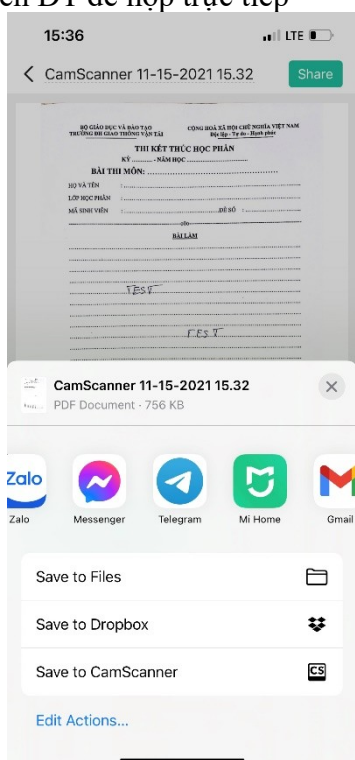 ĐT để nộp trực tiếp
15:36
LTE
CamScanner 11-15-2021 15.32
Share
BỘ GIÁO DỤC VÀ ĐÀO TẠO
CỘNG HOÀ XÃ HỘI CHỦ NGHĨA VIỆT NAM
TRƯỜNG ĐH GIAO THÔNG VẬN TẢI
Độc lập - Tự do - Hạnh phúc
THI KẾT THÚC HỌC PHẦN
KỲ ........... - NĂM HỌC ......................
BÀI THI MÔN: ..............................................
HỌ VÀ TÊN :
LỚP HỌC PHẦN :
MÃ SINH VIÊN : ĐỀ SỐ :
BÀI LÀM
TEST
TEST
CamScanner 11-15-2021 15.32
PDF Document · 756 KB
Zalo
Zalo
Messenger
Telegram
Mi Home
Gmail
Save to Files
Save to Dropbox
Save to CamScanner
CS
Edit Actions...